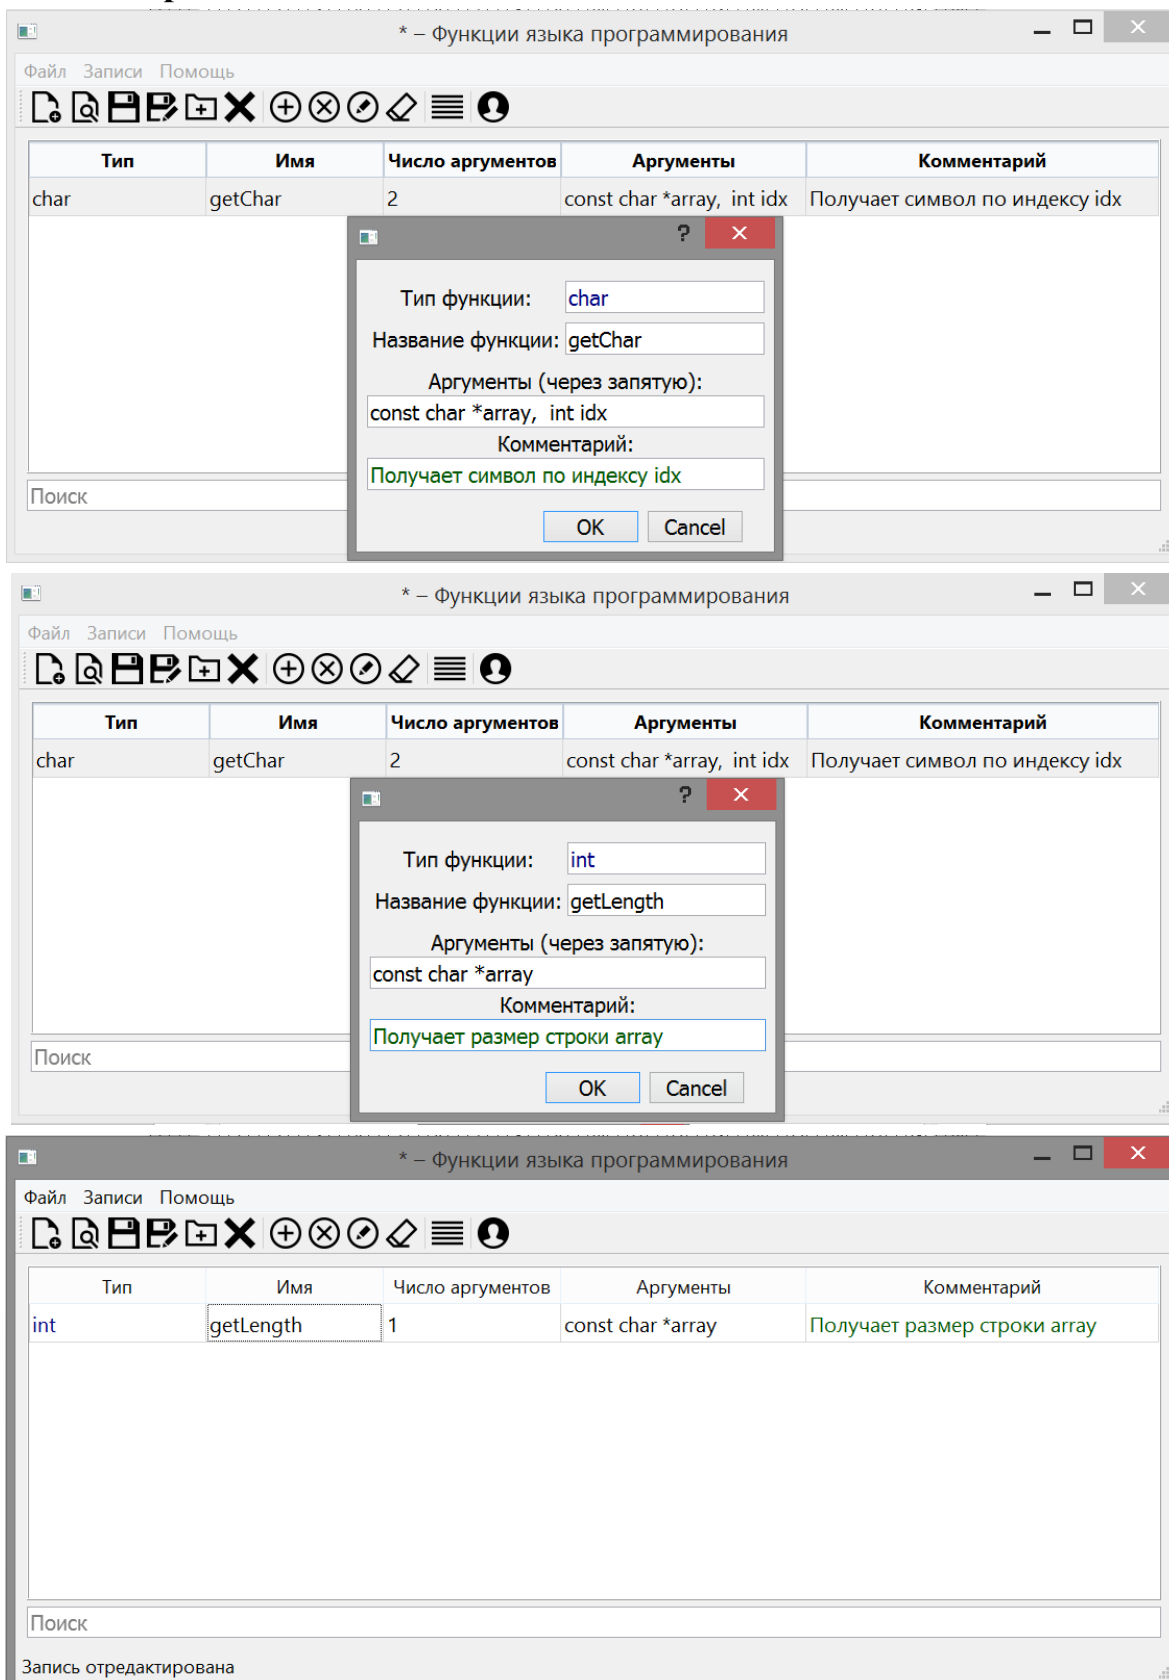 * – Функции языка программирования
Файл Записи Помощь
Тип Имя Число аргументов Аргументы Комментарий
char getChar 2 const char *array, int idx Получает символ по индексу idx
?
Тип функции: char
Название функции: getChar
Аргументы (через запятую):
const char *array, int idx
Комментарий:
Получает символ по индексу idx
OK Cancel
Поиск
* – Функции языка программирования
Файл Записи Помощь
Тип Имя Число аргументов Аргументы Комментарий
char getChar 2 const char *array, int idx Получает символ по индексу idx
?
Тип функции: int
Название функции: getLength
Аргументы (через запятую):
const char *array
Комментарий:
Получает размер строки array
OK Cancel
Поиск
* – Функции языка программирования
Файл Записи Помощь
Тип Имя Число аргументов Аргументы Комментарий
int getLength 1 const char *array Получает размер строки array
Поиск
Запись отредактирована